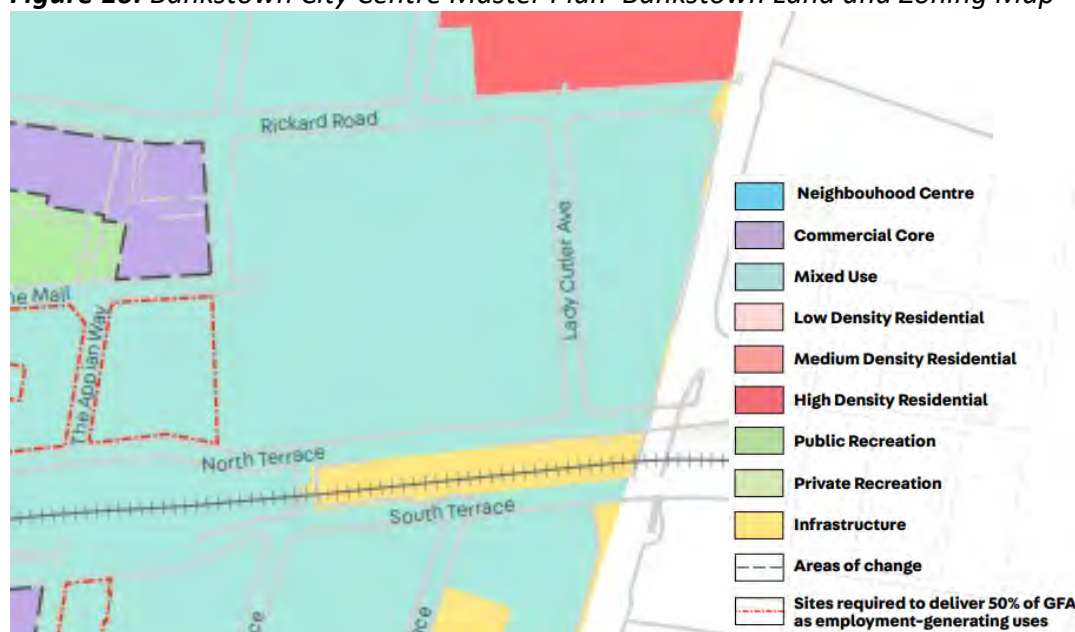 Figure Bankstown City Centre Master Plan- Bankstown Land and Zoning Map
Rickard Road
Lady Cutler Ave
he Mall
The Appian Way
North Terrace
South Terrace
ce
ce
Neighbouhood Centre
Commercial Core
Mixed Use
Low Density Residential
Medium Density Residential
High Density Residential
Public Recreation
Private Recreation
Infrastructure
Areas of change
Sites required to deliver 50% of GFA
as employment-generating uses